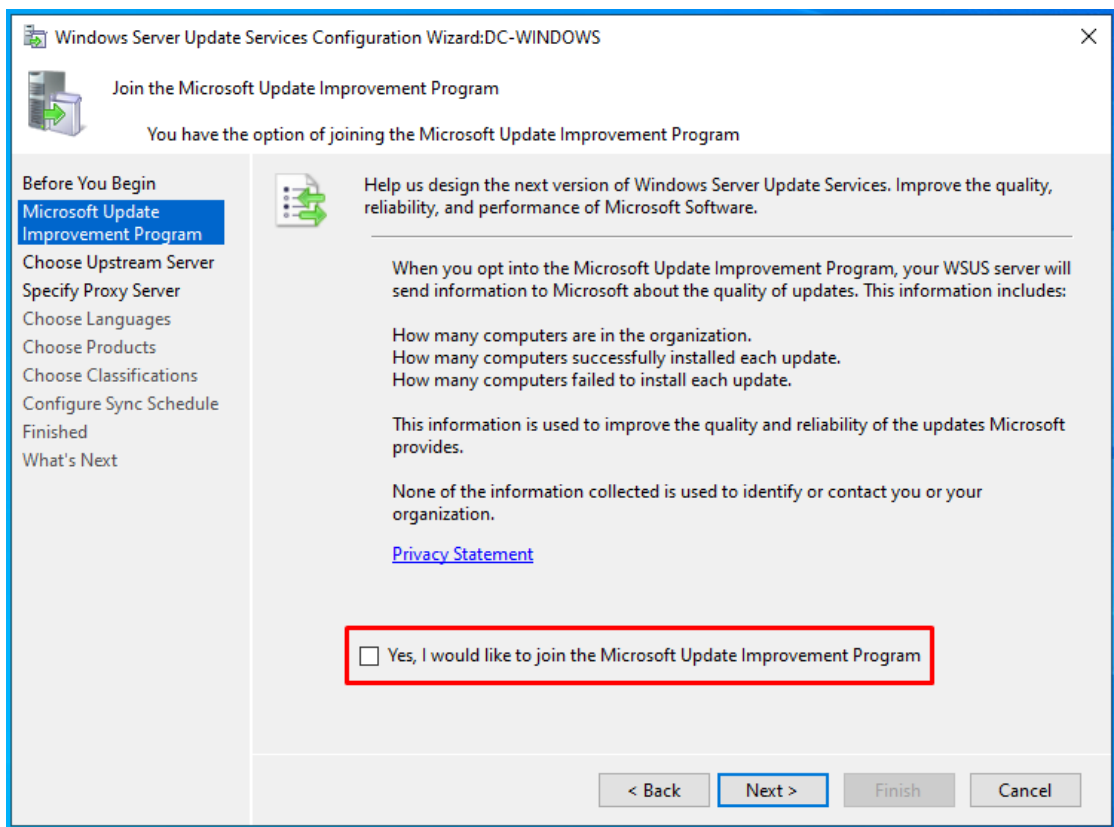 Windows Server Update Services Configuration Wizard:DC-WINDOWS
Join the Microsoft Update Improvement Program
You have the option of joining the Microsoft Update Improvement Program
Before You Begin
Microsoft Update
Improvement Program
Choose Upstream Server
Specify Proxy Server
Choose Languages
Choose Products
Choose Classifications
Configure Sync Schedule
Finished
What's Next
Help us design the next version of Windows Server Update Services. Improve the quality,
reliability, and performance of Microsoft Software.
When you opt into the Microsoft Update Improvement Program, your WSUS server will
send information to Microsoft about the quality of updates. This information includes:
How many computers are in the organization.
How many computers successfully installed each update.
How many computers failed to install each update.
This information is used to improve the quality and reliability of the updates Microsoft
provides.
None of the information collected is used to identify or contact you or your
organization.
Privacy Statement
Yes, I would like to join the Microsoft Update Improvement Program
< Back
Next >
Finish
Cancel